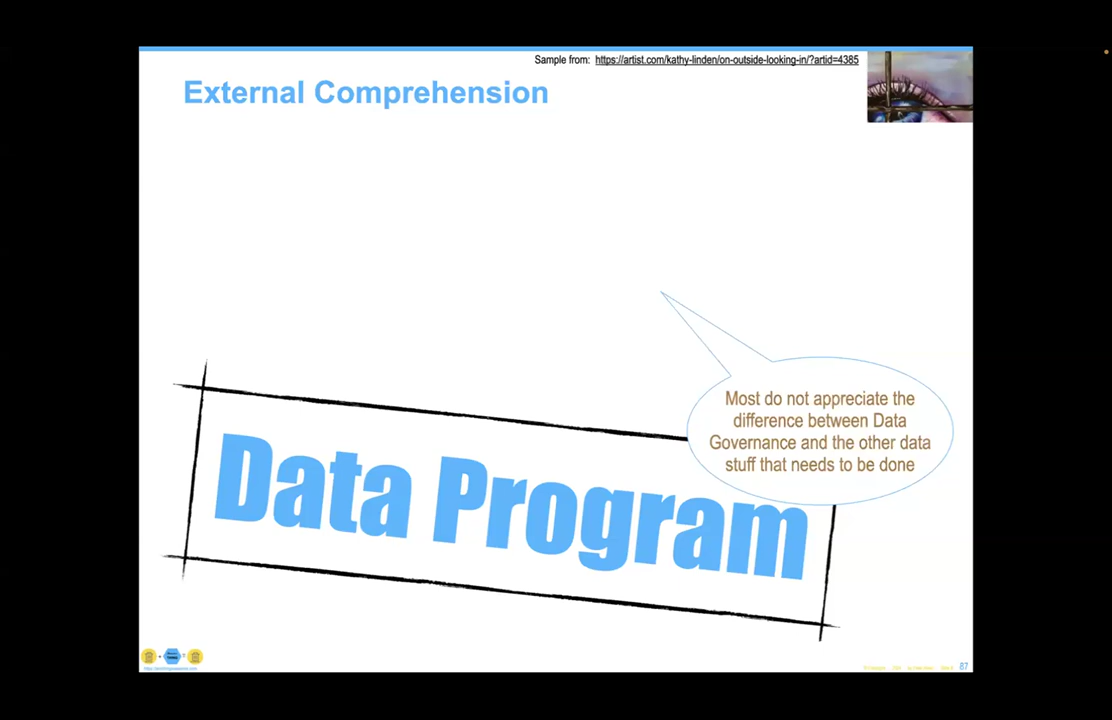 Sample from: https://artist.com/kathy-linden/on-outside-looking-in/?artid=4385
External Comprehension
Most do not appreciate the
difference between Data
Governance and the other data
stuff that needs to be done
Data Program
87